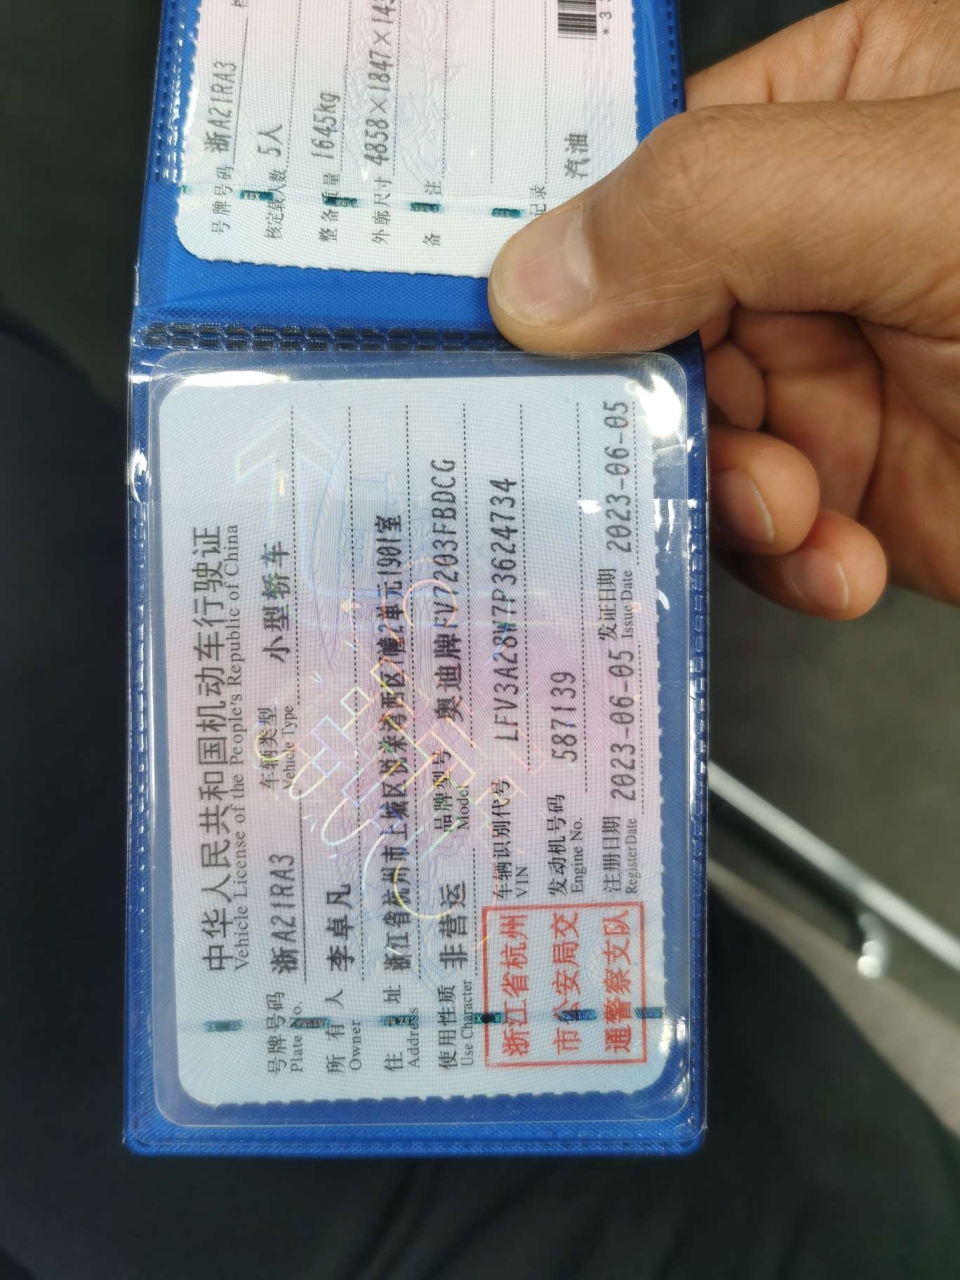 中华人民共和国机动车行驶证
Vehicle License of the People's Republic of China
号牌号码 浙A21RA3 车辆类型 小型轿车
Plate No. Vehicle Type
所有人 李卓凡
Owner
住址 浙江省杭州市上城区悦滨湾西区1幢2单元1901室
Address
使用性质 非营运 品牌型号 奥迪牌FV7203FBDCG
Use Character Model
浙江省杭州
市公安局交
通警察支队
车辆识别代号 LFV3A28W7P3624734
VIN
发动机号码 587139
Engine No.
注册日期 2023-06-05 发证日期 2023-06-05
RegisterDate Issue Date
号牌号码 浙A21RA3
核定载人数 5人
整备质量 1645kg
外廓尺寸 4858×1847×
备注
记录
汽油